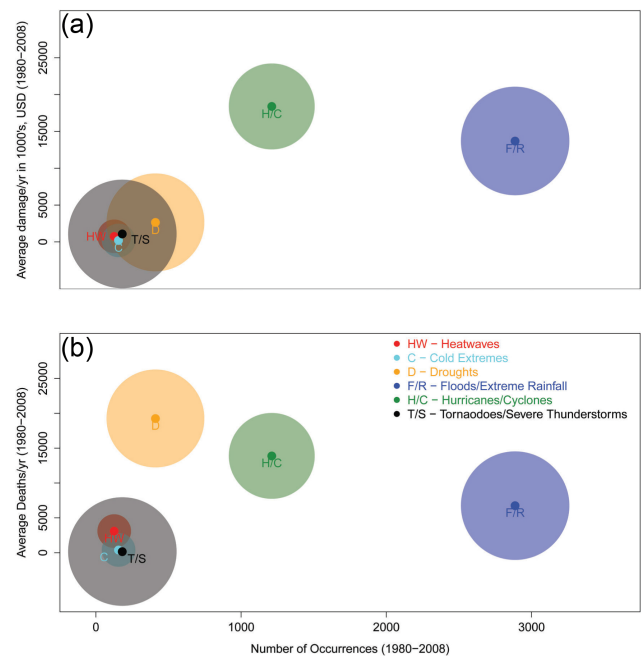 (a)
Average damage/yr in 1000's, USD (1980−2008)
25000
15000
5000
0
H/C
F/R
D
HW
T/S
C
(b)
HW − Heatwaves
C − Cold Extremes
D − Droughts
F/R − Floods/Extreme Rainfall
H/C − Hurricanes/Cyclones
T/S − Tornaodoes/Severe Thunderstorms
Average Deaths/yr (1980−2008)
25000
15000
5000
0
D
H/C
F/R
C
T/S
0 1000 2000 3000
Number of Occurrences (1980−2008)